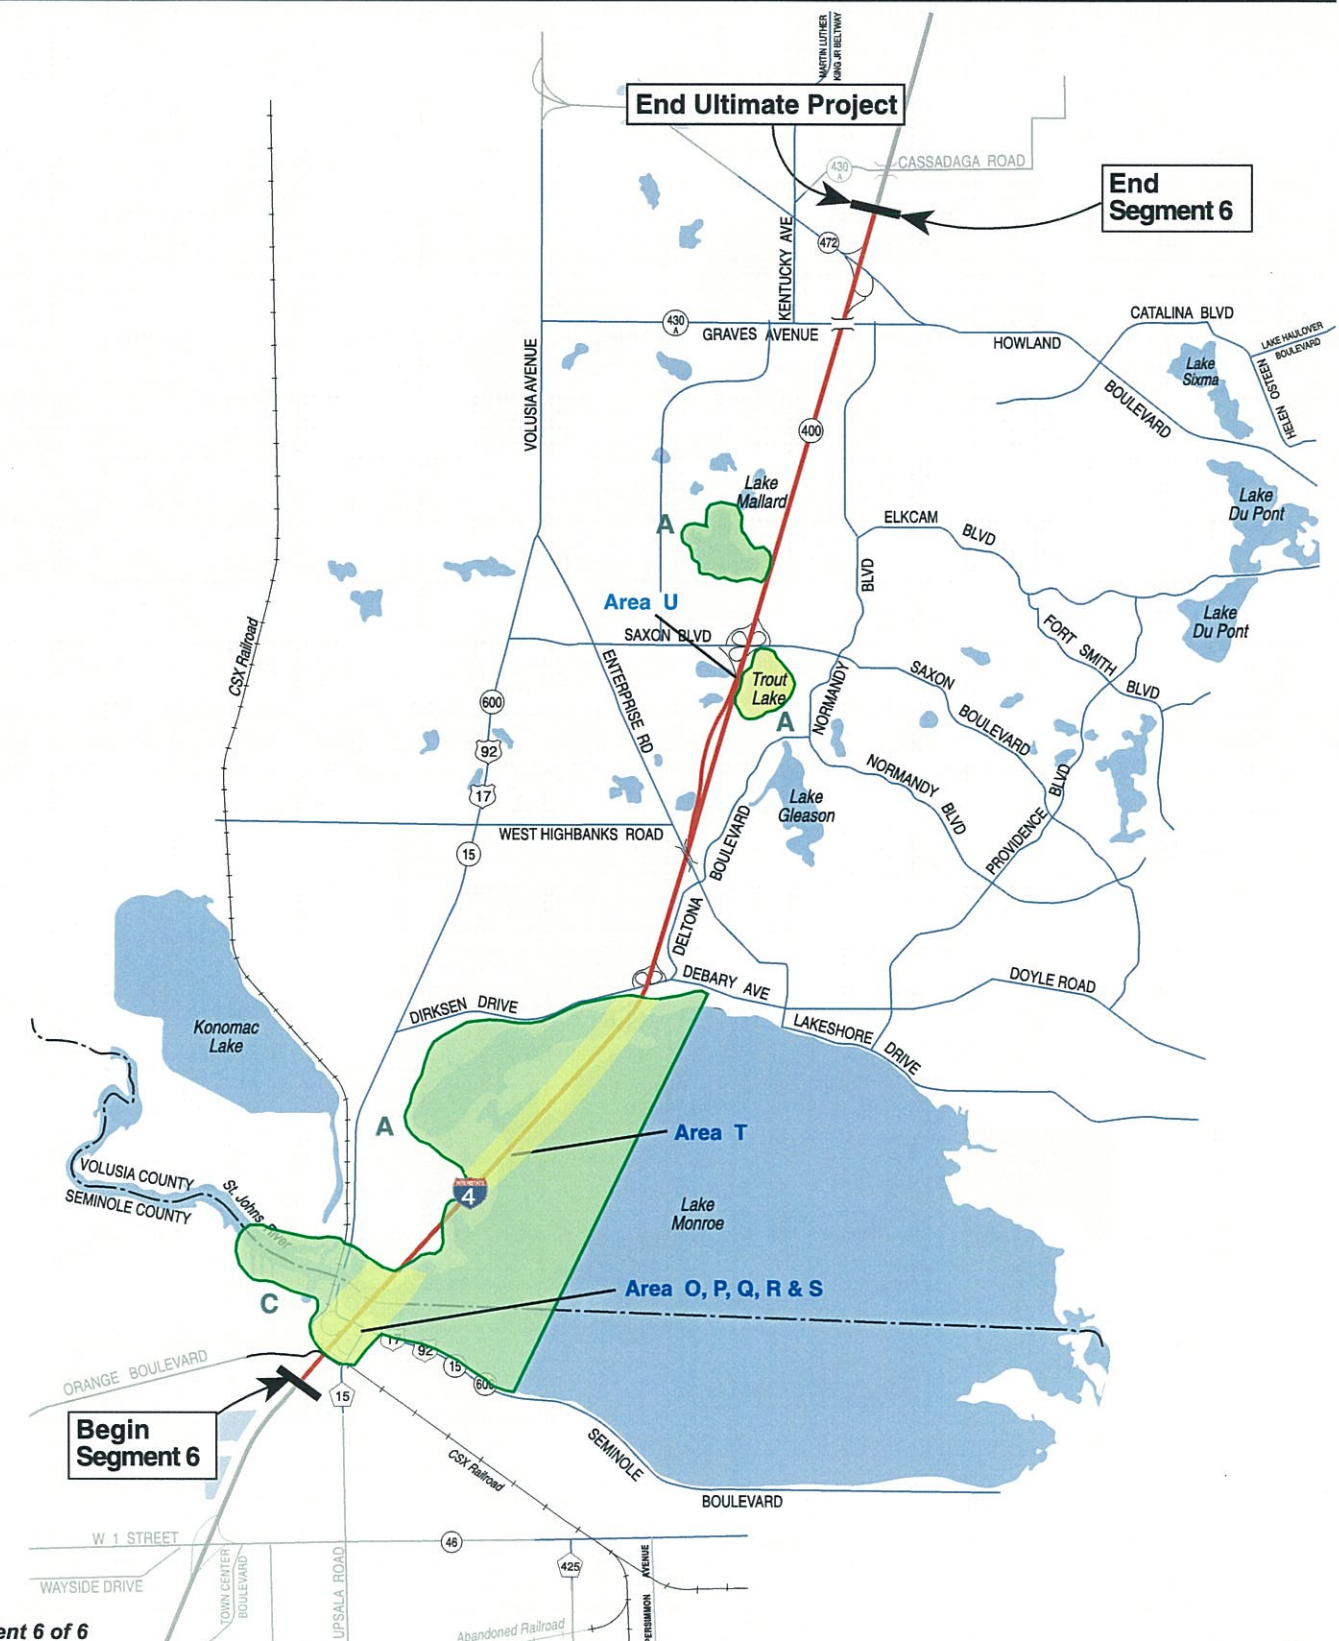 MARTIN LUTHER
KING JR BELTWAY
End Ultimate Project
430
A
CASSADAGA ROAD
End
Segment 6
KENTUCKY AVE
472
430
A
GRAVES AVENUE
HOWLAND
BOULEVARD
CATALINA BLVD
LAKE HAULOVER
BOULEVARD
HELEN OSTEEN
Lake
Sixma
VOLUSIA AVENUE
400
Lake
Mallard
A
ELKCAM
BLVD
Lake
Du Pont
BLVD
Area U
SAXON BLVD
Lake
Du Pont
FORT SMITH
BLVD
CSX Railroad
ENTERPRISE RD
Trout
Lake
A
NORMANDY
SAXON
BOULEVARD
600
92
17
NORMANDY
BLVD
Lake
Gleason
PROVIDENCE
BLVD
WEST HIGHBANKS ROAD
15
BOULEVARD
DELTONA
DEBARY AVE
DOYLE ROAD
DIRKSEN DRIVE
LAKESHORE
DRIVE
Konomac
Lake
A
Area T
VOLUSIA COUNTY
SEMINOLE COUNTY
St. Johns River
INTERSTATE
4
Lake
Monroe
C
Area O, P, Q, R & S
17
92
15
600
ORANGE BOULEVARD
15
Begin
Segment 6
CSX Railroad
SEMINOLE
BOULEVARD
W 1 STREET
46
WAYSIDE DRIVE
TOWN CENTER
BOULEVARD
UPSALA ROAD
425
PERSIMMON AVENUE
Abandoned Railroad
ent 6 of 6